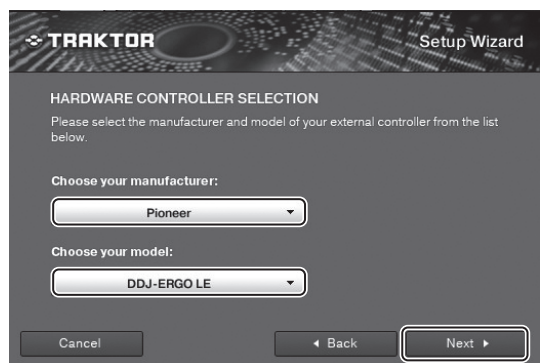 TRAKTOR
Setup Wizard
HARDWARE CONTROLLER SELECTION
Please select the manufacturer and model of your external controller from the list
below.
Choose your manufacturer:
Pioneer
Choose your model:
DDJ-ERGO LE
Cancel
Back
Next